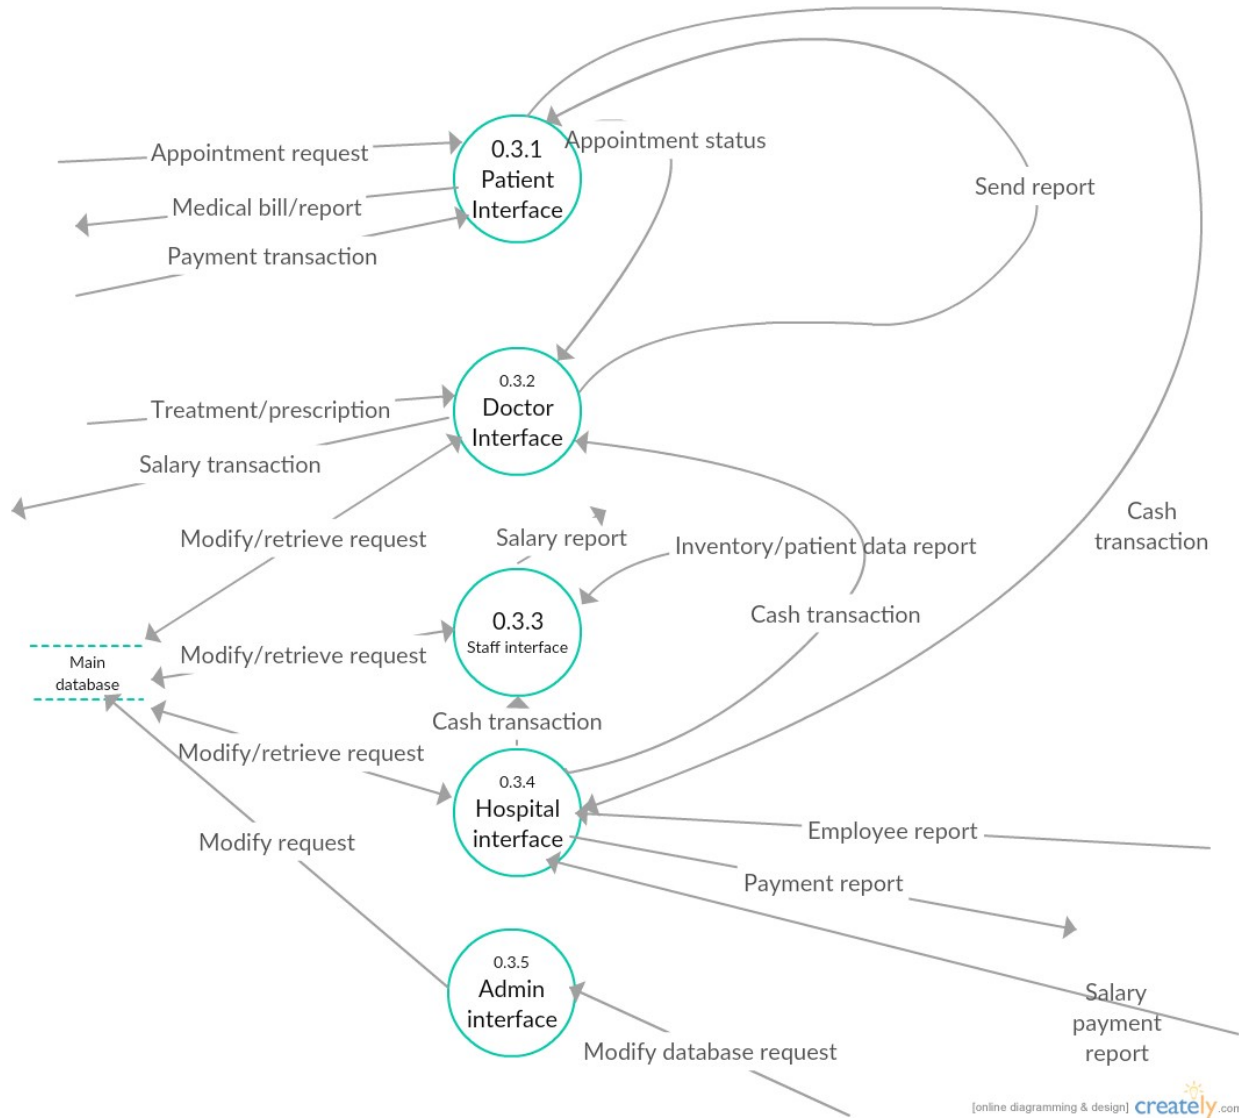 Appointment request
0.3.1
Patient
Interface
Appointment status
Medical bill/report
Send report
Payment transaction
0.3.2
Doctor
Interface
Treatment/prescription
Salary transaction
Cash
transaction
Modify/retrieve request
Salary report
Inventory/patient data report
0.3.3
Staff interface
Cash transaction
Modify/retrieve request
Main
database
Cash transaction
Modify/retrieve request
0.3.4
Hospital
interface
Employee report
Modify request
Payment report
0.3.5
Admin
interface
Salary
payment
report
Modify database request
[online diagramming & design] creately.com